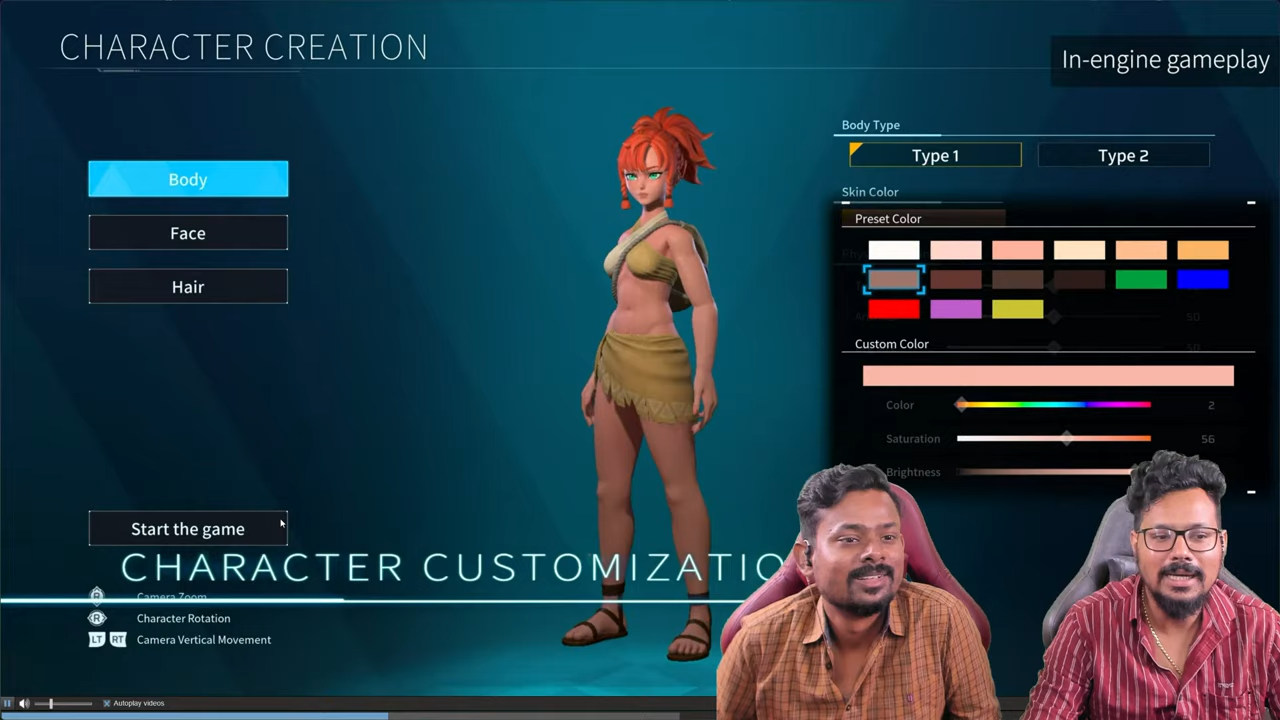 CHARACTER CREATION
In-engine gameplay
Body Type
Type 1
Type 2
Body
Skin Color
Preset Color
Face
Hair
50
50
Custom Color
Color
2
Saturation
56
Brightness
Start the game
CHARACTER CUSTOMIZATIO
Camera Zoom
R
Character Rotation
LT RT
Camera Vertical Movement
Autoplay videos